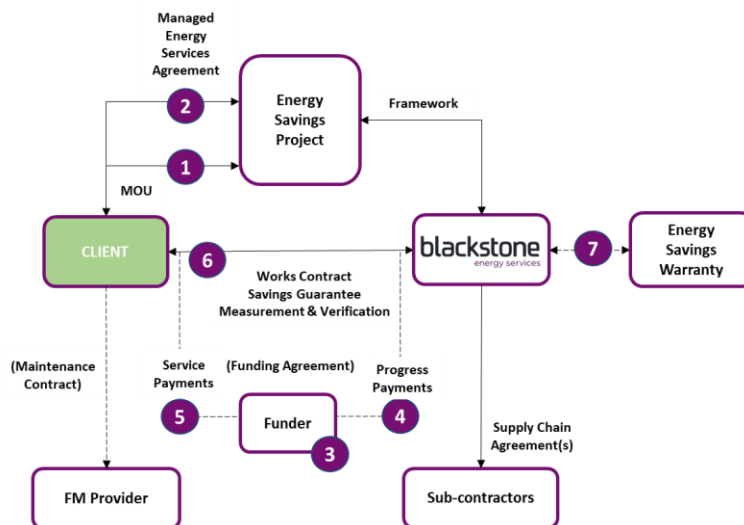 Managed
Energy
Services
Agreement
2
Energy
Savings
Project
Framework
1
MOU
CLIENT
6
blackstone
energy services
7
Energy
Savings
Warranty
Works Contract
Savings Guarantee
Measurement & Verification
(Maintenance
Contract)
Service
Payments
(Funding Agreement)
Progress
Payments
5
Funder
4
3
Supply Chain
Agreement(s)
FM Provider
Sub-contractors